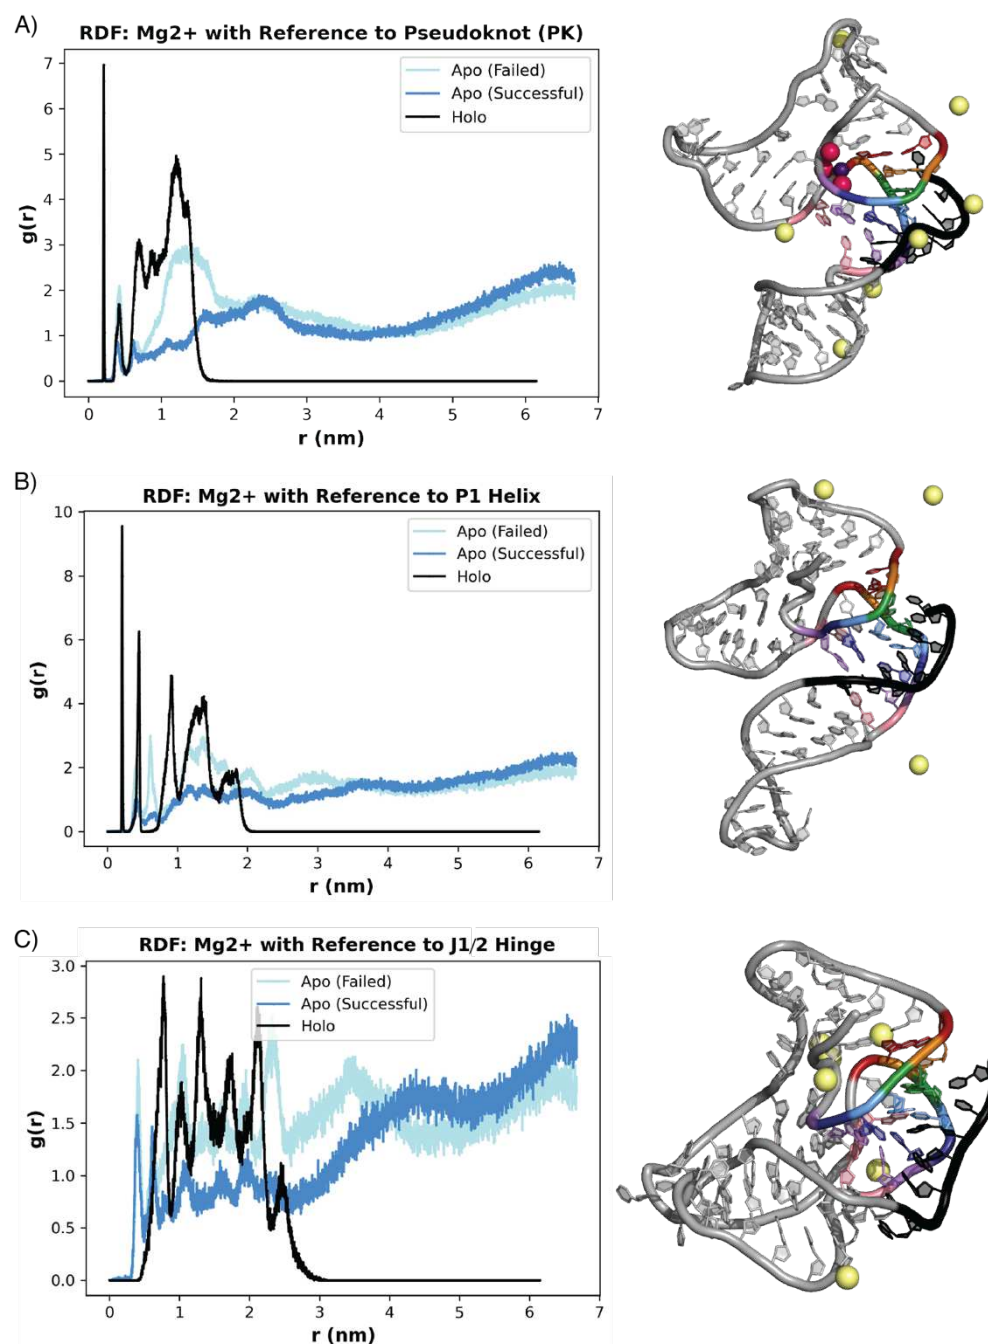 A)
RDF: Mg2+ with Reference to Pseudoknot (PK)
Apo (Failed)
Apo (Successful)
Holo
g(r)
7
6
5
4
3
2
1
0
0 1 2 3 4 5 6 7
r (nm)
B)
RDF: Mg2+ with Reference to P1 Helix
Apo (Failed)
Apo (Successful)
Holo
g(r)
10
8
6
4
2
0
0 1 2 3 4 5 6 7
r (nm)
C)
RDF: Mg2+ with Reference to J1/2 Hinge
Apo (Failed)
Apo (Successful)
Holo
g(r)
3.0
2.5
2.0
1.5
1.0
0.5
0.0
0 1 2 3 4 5 6 7
r (nm)